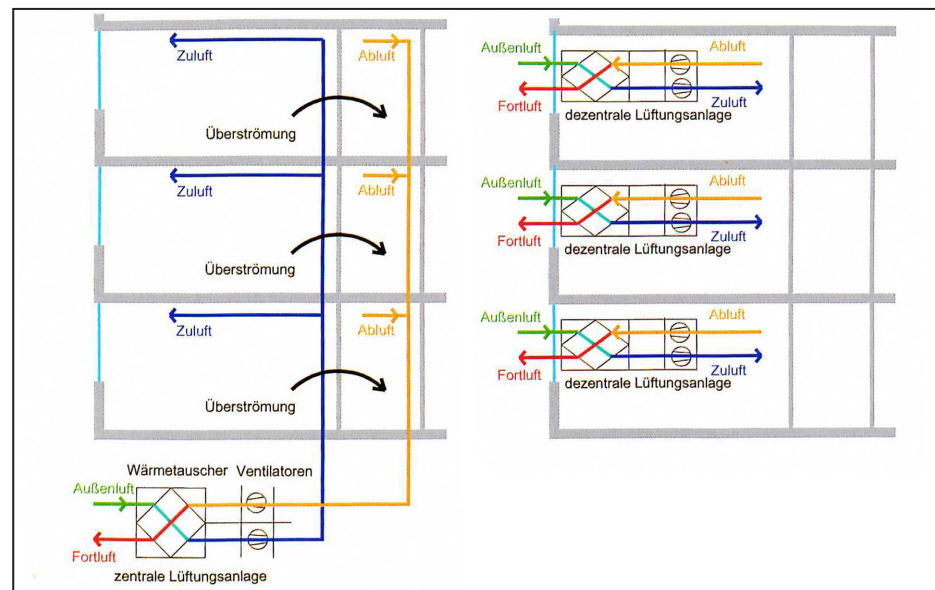 Zuluft
Abluft
Überströmung
Zuluft
Abluft
Überströmung
Zuluft
Abluft
Überströmung
Wärmetauscher
Ventilatoren
Außenluft
Fortluft
zentrale Lüftungsanlage
Außenluft
Abluft
Fortluft
Zuluft
dezentrale Lüftungsanlage
Außenluft
Abluft
Fortluft
Zuluft
dezentrale Lüftungsanlage
Außenluft
Abluft
Fortluft
Zuluft
dezentrale Lüftungsanlage